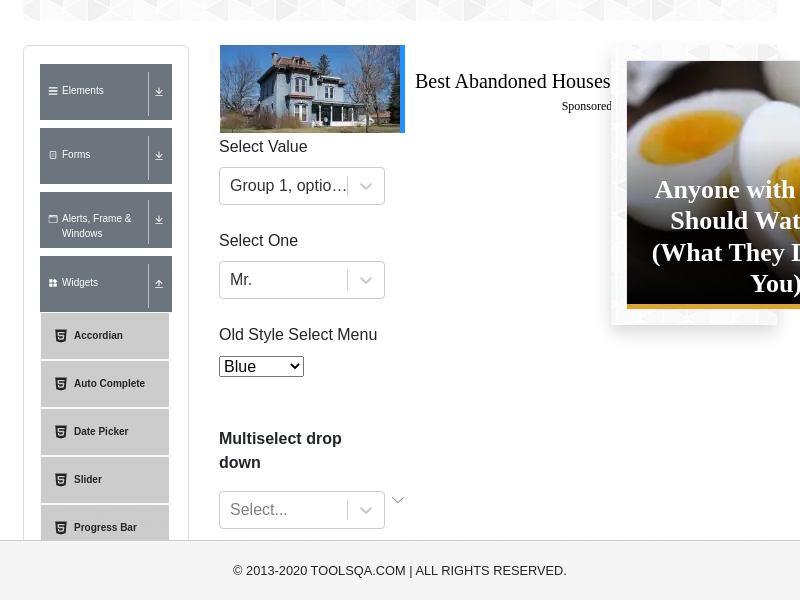 Elements
Forms
Alerts, Frame &
Windows
Widgets
Accordian
Auto Complete
Date Picker
Slider
Progress Bar
Best Abandoned Houses
Sponsored
Select Value
Group 1, optio...
Select One
Mr.
Old Style Select Menu
Blue
Multiselect drop
down
Select...
Anyone with
Should Wat
(What They
You)
© 2013-2020 TOOLSQA.COM | ALL RIGHTS RESERVED.